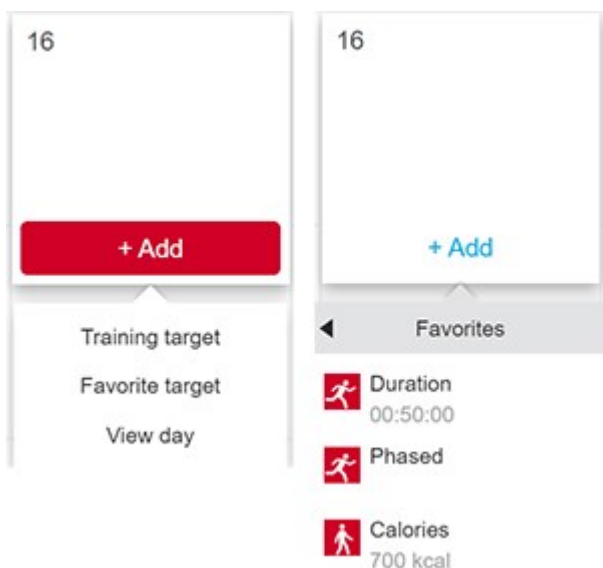 16
+ Add
Training target
Favorite target
View day
16
+ Add
Favorites
Duration
00:50:00
Phased
Calories
700 kcal